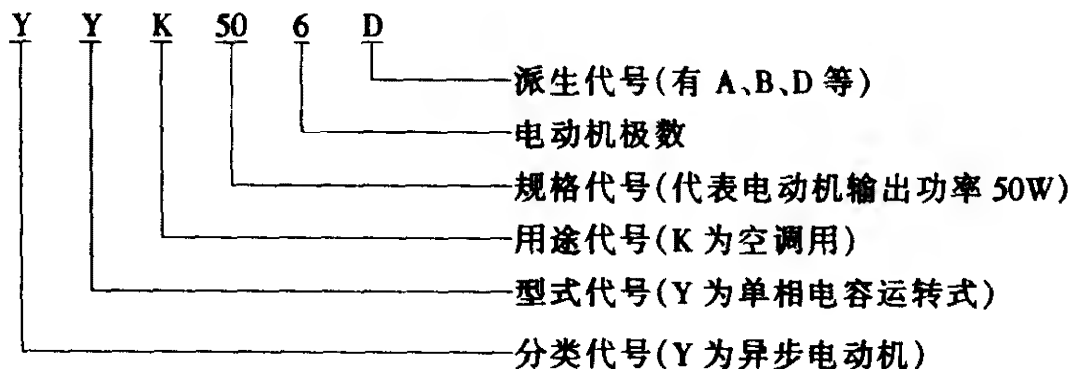 Y Y K 50 6 D
派生代号(有 A、B、D 等)
电动机极数
规格代号(代表电动机输出功率 50W)
用途代号(K 为空调用)
型式代号(Y 为单相电容运转式)
分类代号(Y 为异步电动机)